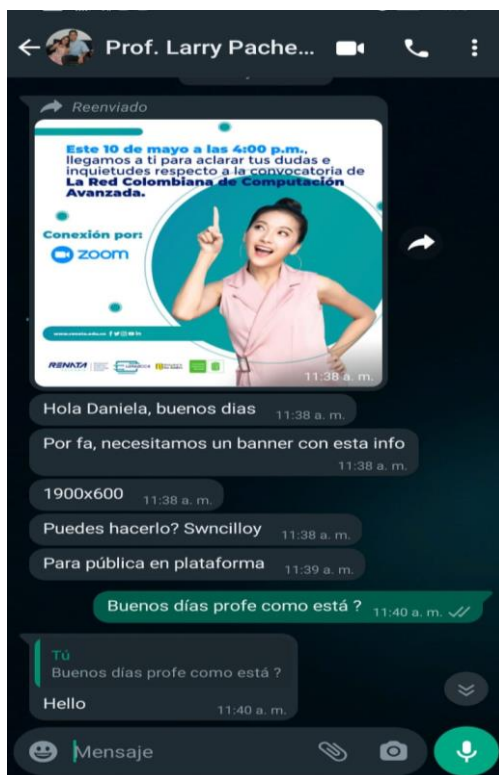 Prof. Larry Pache...
Reenviado
Este 10 de mayo a las 4:00 p.m.,
llegamos a ti para aclarar tus dudas e
inquietudes respecto a la convocatoria de
La Red Colombiana de Computación
Avanzada.
Conexión por:
zoom
www.renata.edu.co
RENATA
11:38 a. m.
Hola Daniela, buenos dias 11:38 a. m.
Por fa, necesitamos un banner con esta info
11:38 a. m.
1900x600 11:38 a. m.
Puedes hacerlo? Swncilloy 11:38 a. m.
Para pública en plataforma 11:39 a. m.
Buenos días profe como está ? 11:40 a. m.
Tú
Buenos días profe como está ?
Hello 11:40 a. m.
Mensaje